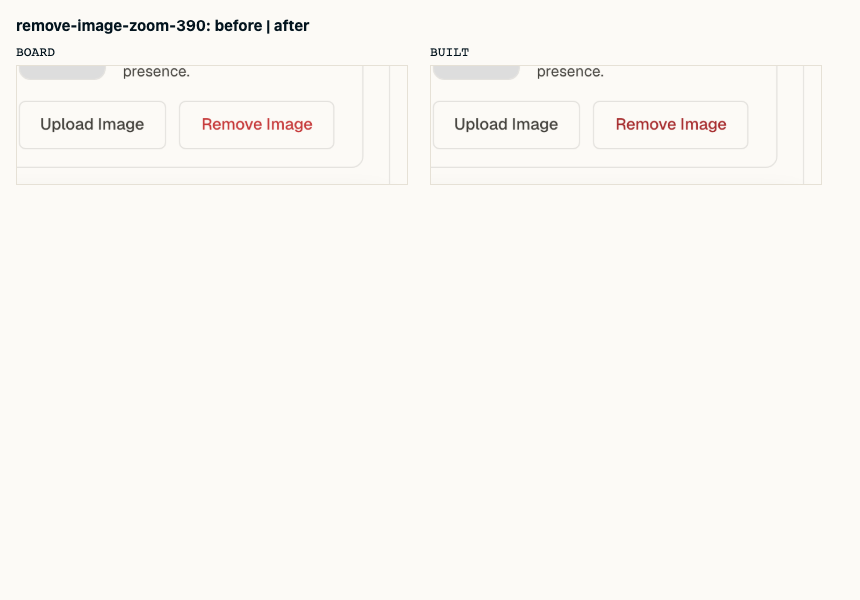 remove-image-zoom-390: before | after
BOARD
BUILT
presence.
presence.
Upload Image
Remove Image
Upload Image
Remove Image